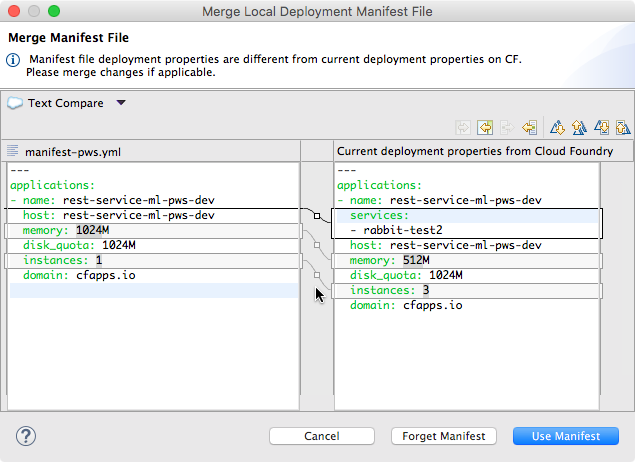 Merge Local Deployment Manifest File
Merge Manifest File
Manifest file deployment properties are different from current deployment properties on CF.
Please merge changes if applicable.
Text Compare
manifest-pws.yml
---
applications:
- name: rest-service-ml-pws-dev
host: rest-service-ml-pws-dev
memory: 1024M
disk_quota: 1024M
instances: 1
domain: cfapps.io
Current deployment properties from Cloud Foundry
---
applications:
- name: rest-service-ml-pws-dev
services:
- rabbit-test2
host: rest-service-ml-pws-dev
memory: 512M
disk_quota: 1024M
instances: 3
domain: cfapps.io
?
Cancel
Forget Manifest
Use Manifest